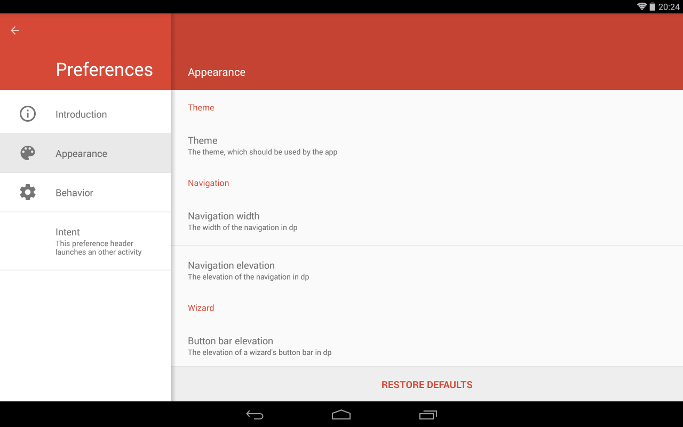 20:24
Preferences
Appearance
Introduction
Appearance
Behavior
Intent
This preference header
launches an other activity
Theme
Theme
The theme, which should be used by the app
Navigation
Navigation width
The width of the navigation in dp
Navigation elevation
The elevation of the navigation in dp
Wizard
Button bar elevation
The elevation of a wizard's button bar in dp
RESTORE DEFAULTS